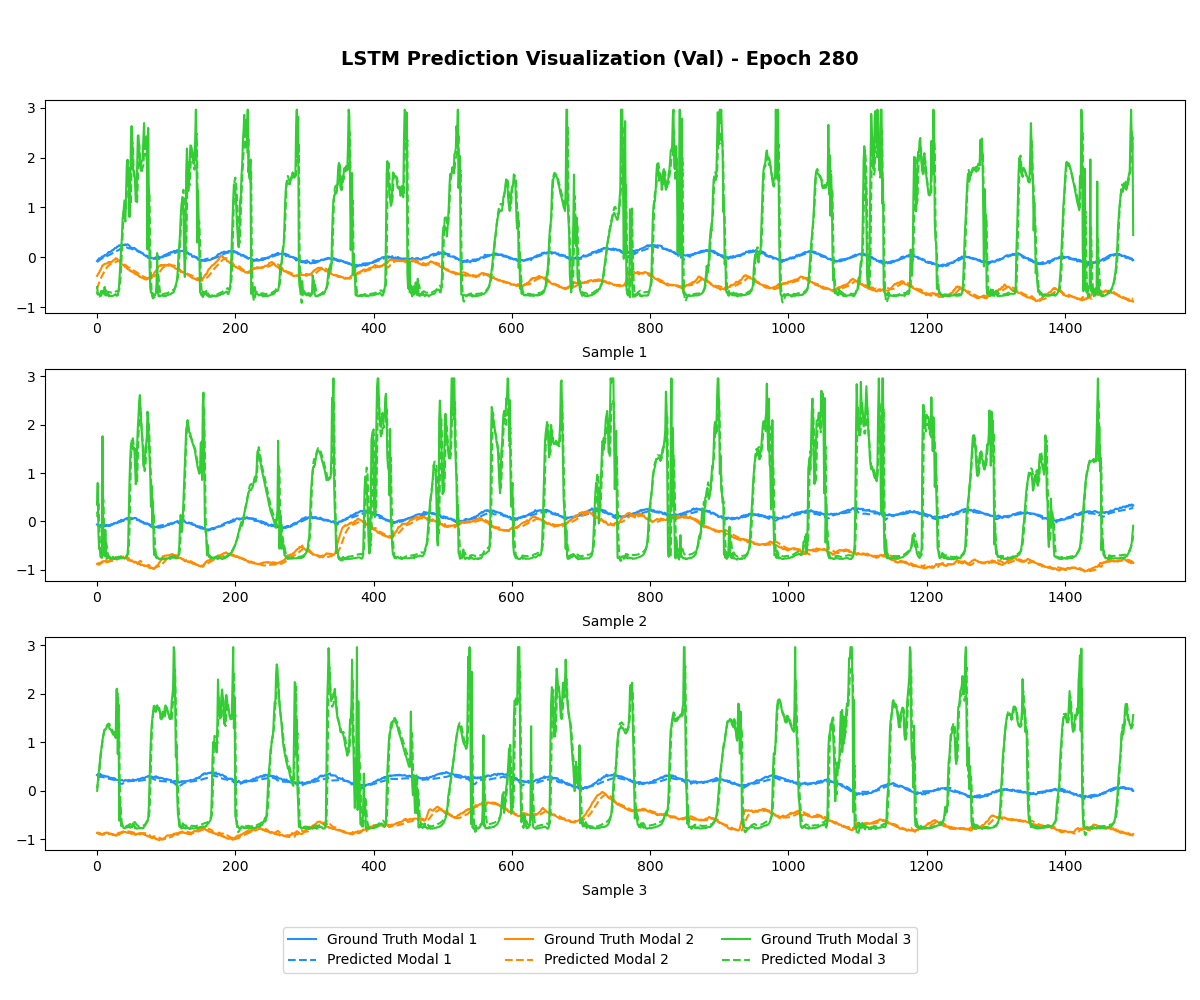 LSTM Prediction Visualization (Val) - Epoch 280
3
2
1
0
−1
0 200 400 600 800 1000 1200 1400
Sample 1
3
2
1
0
−1
0 200 400 600 800 1000 1200 1400
Sample 2
3
2
1
0
−1
0 200 400 600 800 1000 1200 1400
Sample 3
Ground Truth Modal 1 Ground Truth Modal 2 Ground Truth Modal 3
Predicted Modal 1 Predicted Modal 2 Predicted Modal 3